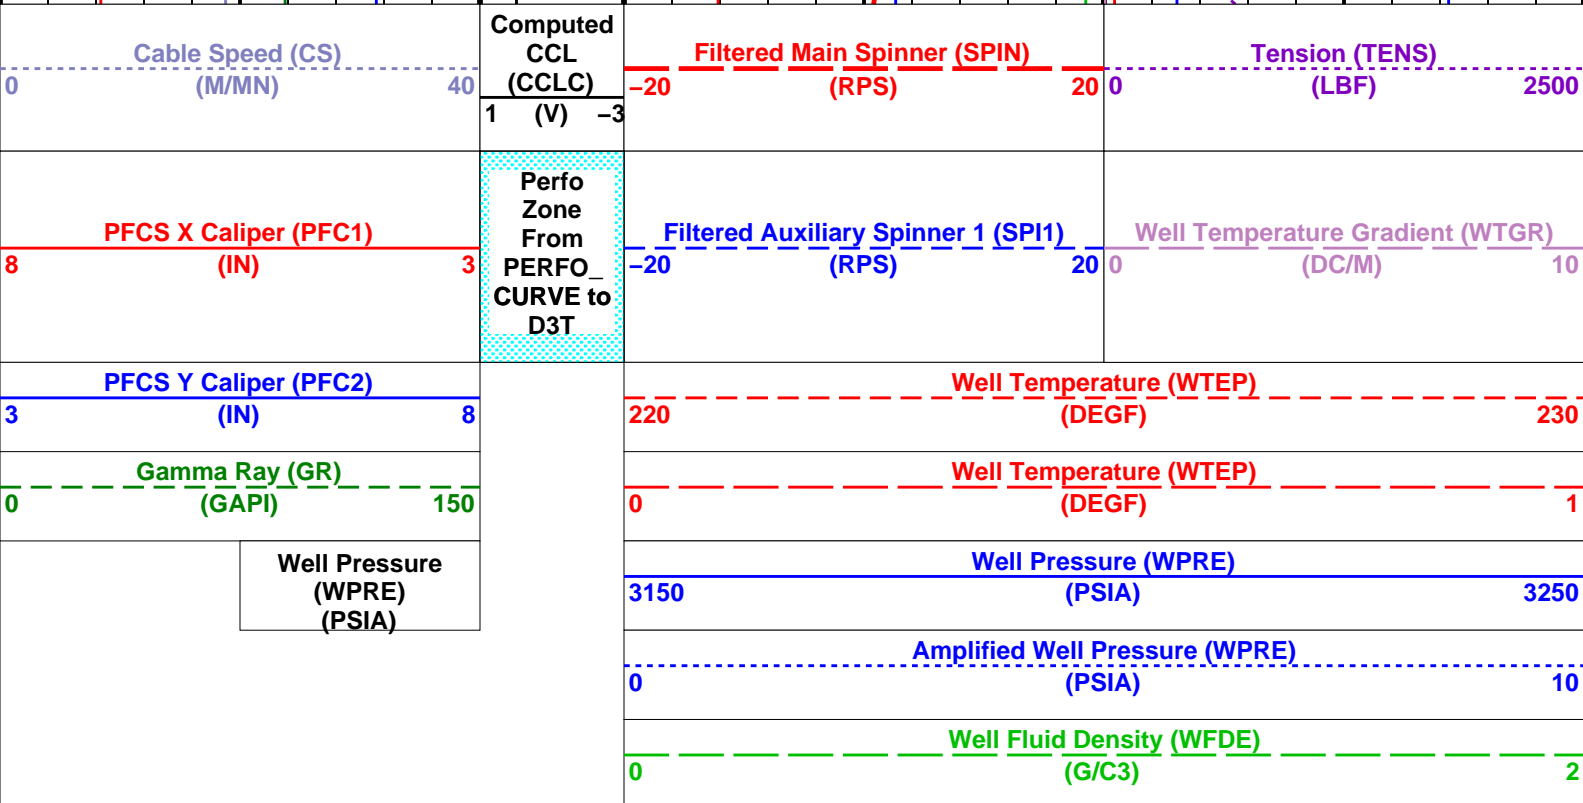 Cable Speed (CS)
0 (M/MN) 40
Computed
CCL
(CCLC)
1 (V) −3
Filtered Main Spinner (SPIN)
−20 (RPS) 20
Tension (TENS)
0 (LBF) 2500
PFCS X Caliper (PFC1)
8 (IN) 3
Perfo
Zone
From
PERFO_
CURVE to
D3T
Filtered Auxiliary Spinner 1 (SPI1)
−20 (RPS) 20
Well Temperature Gradient (WTGR)
0 (DC/M) 10
PFCS Y Caliper (PFC2)
3 (IN) 8
Well Temperature (WTEP)
220 (DEGF) 230
Gamma Ray (GR)
0 (GAPI) 150
Well Temperature (WTEP)
0 (DEGF) 1
Well Pressure
(WPRE)
(PSIA)
Well Pressure (WPRE)
3150 (PSIA) 3250
Amplified Well Pressure (WPRE)
0 (PSIA) 10
Well Fluid Density (WFDE)
0 (G/C3) 2